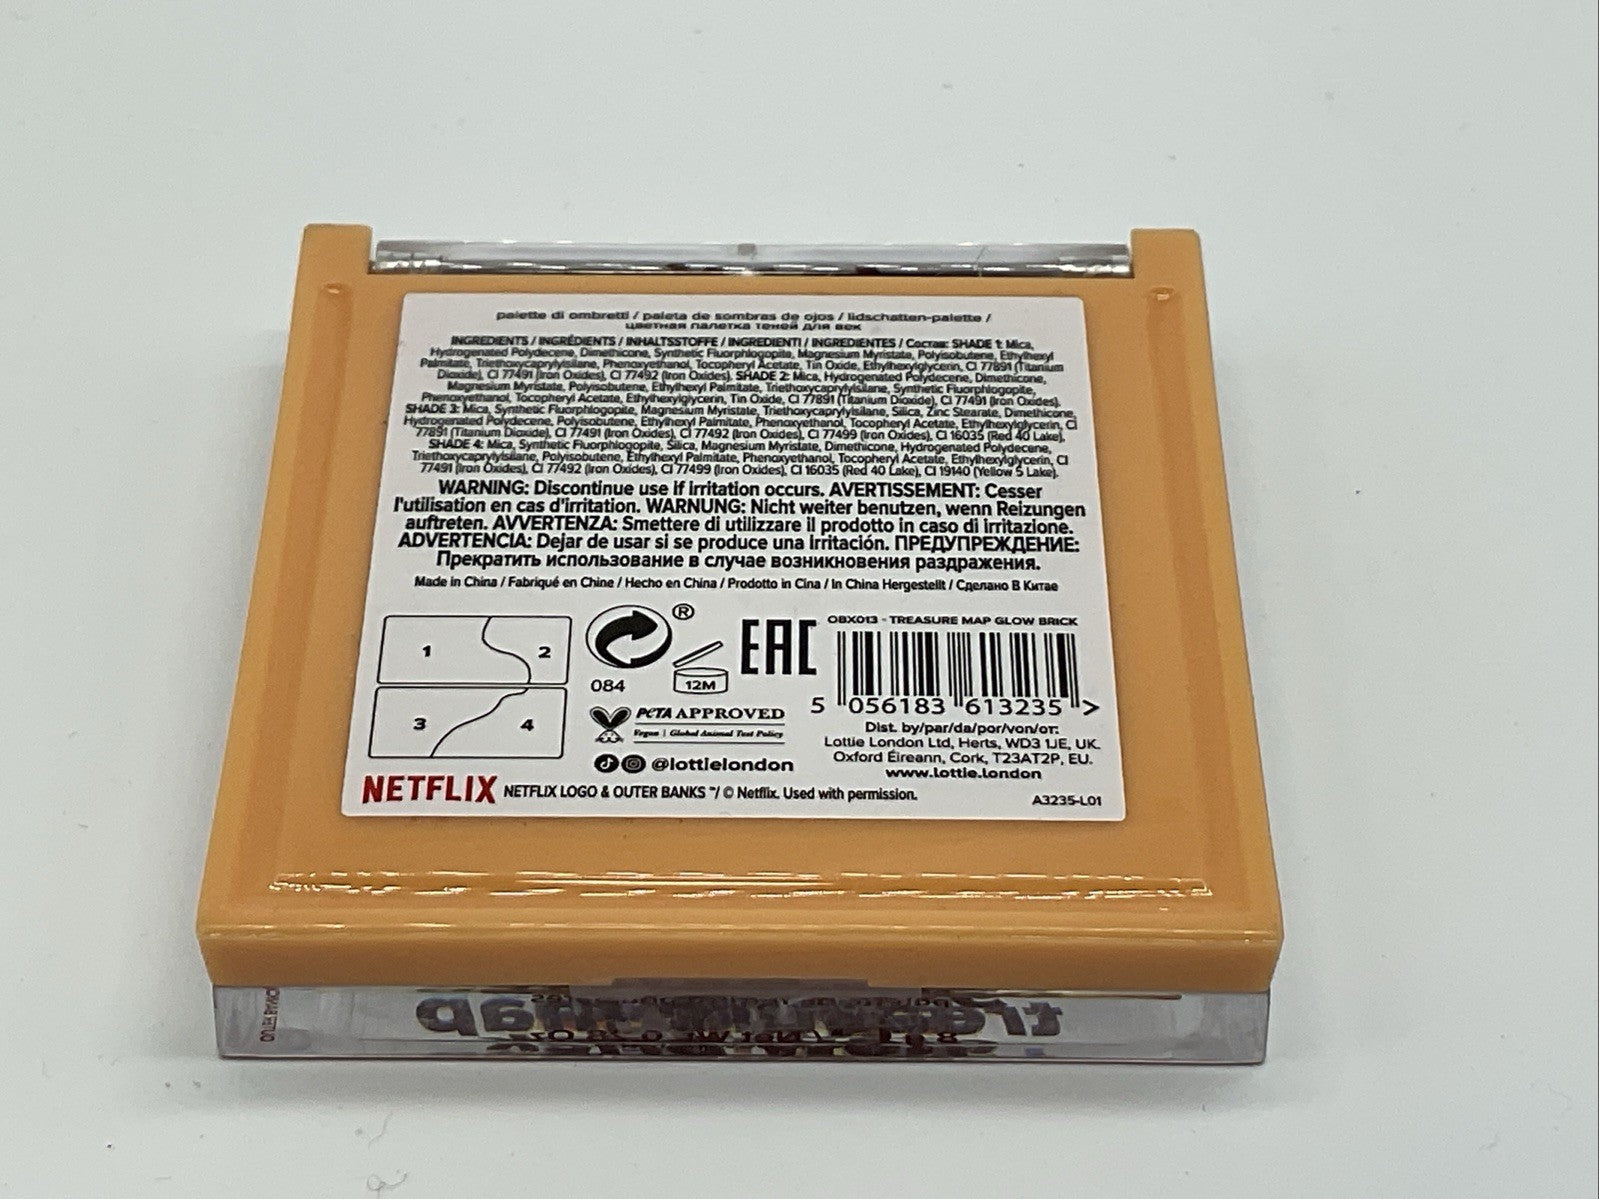 palette di ombretti / paleta de sombras de ojos / lidschatten-palette /
цветная палетка теней для век
INGREDIENTS / INGRÉDIENTS / INHALTSSTOFFE / INGREDIENTI / INGREDIENTES / Состав: SHADE 1: Mica,
Hydrogenated Polydecene, Dimethicone, Synthetic Fluorphlogopite, Magnesium Myristate, Polyisobutene, Ethylhexyl
Palmitate, Triethoxycaprylylsilane, Phenoxyethanol, Tocopheryl Acetate, Tin Oxide, Ethylhexylglycerin, CI 77891 (Titanium
Dioxide), CI 77491 (Iron Oxides), CI 77492 (Iron Oxides). SHADE 2: Mica, Hydrogenated Polydecene, Dimethicone,
Magnesium Myristate, Polyisobutene, Ethylhexyl Palmitate, Triethoxycaprylylsilane, Synthetic Fluorphlogopite,
Phenoxyethanol, Tocopheryl Acetate, Ethylhexylglycerin, Tin Oxide, CI 77891 (Titanium Dioxide), CI 77491 (Iron Oxides).
SHADE 3: Mica, Synthetic Fluorphlogopite, Magnesium Myristate, Triethoxycaprylylsilane, Silica, Zinc Stearate, Dimethicone,
Hydrogenated Polydecene, Polyisobutene, Ethylhexyl Palmitate, Phenoxyethanol, Tocopheryl Acetate, Ethylhexylglycerin, CI
77891 (Titanium Dioxide), CI 77491 (Iron Oxides), CI 77492 (Iron Oxides), CI 77499 (Iron Oxides), CI 16035 (Red 40 Lake).
SHADE 4: Mica, Synthetic Fluorphlogopite, Silica, Magnesium Myristate, Dimethicone, Hydrogenated Polydecene,
Triethoxycaprylylsilane, Polyisobutene, Ethylhexyl Palmitate, Phenoxyethanol, Tocopheryl Acetate, Ethylhexylglycerin, CI
77491 (Iron Oxides), CI 77492 (Iron Oxides), CI 77499 (Iron Oxides), CI 16035 (Red 40 Lake), CI 19140 (Yellow 5 Lake).
WARNING: Discontinue use if irritation occurs. AVERTISSEMENT: Cesser
l'utilisation en cas d'irritation. WARNUNG: Nicht weiter benutzen, wenn Reizungen
auftreten. AVVERTENZA: Smettere di utilizzare il prodotto in caso di irritazione.
ADVERTENCIA: Dejar de usar si se produce una irritación. ПРЕДУПРЕЖДЕНИЕ:
Прекратить использование в случае возникновения раздражения.
Made in China / Fabriqué en Chine / Hecho en China / Prodotto in Cina / In China Hergestellt / Сделано В Китае
1 2
3 4
®
084
12M
EAC
PETA APPROVED
Vegan | Global Animal Test Policy
@lottielondon
OBX013 - TREASURE MAP GLOW BRICK
5 056183 613235 >
Dist. by/par/da/por/von/от:
Lottie London Ltd, Herts, WD3 1JE, UK.
Oxford Éireann, Cork, T23AT2P, EU.
www.lottie.london
NETFLIX NETFLIX LOGO & OUTER BANKS ™/ © Netflix. Used with permission.
A3235-L01